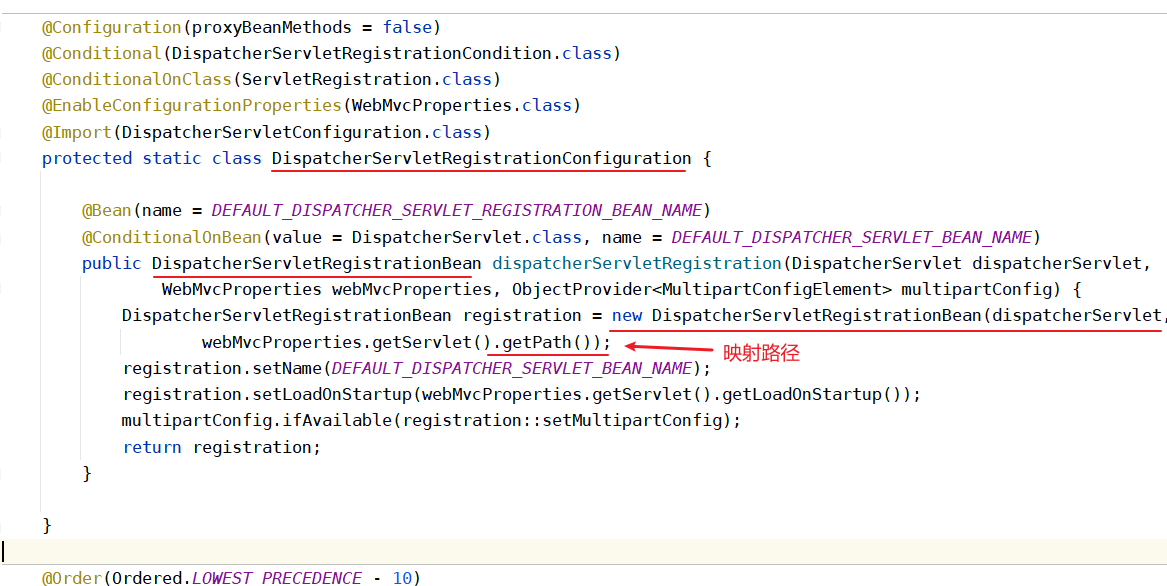 @Configuration(proxyBeanMethods = false)
@Conditional(DispatcherServletRegistrationCondition.class)
@ConditionalOnClass(ServletRegistration.class)
@EnableConfigurationProperties(WebMvcProperties.class)
@Import(DispatcherServletConfiguration.class)
protected static class DispatcherServletRegistrationConfiguration {
@Bean(name = DEFAULT_DISPATCHER_SERVLET_REGISTRATION_BEAN_NAME)
@ConditionalOnBean(value = DispatcherServlet.class, name = DEFAULT_DISPATCHER_SERVLET_BEAN_NAME)
public DispatcherServletRegistrationBean dispatcherServletRegistration(DispatcherServlet dispatcherServlet,
WebMvcProperties webMvcProperties, ObjectProvider<MultipartConfigElement> multipartConfig) {
DispatcherServletRegistrationBean registration = new DispatcherServletRegistrationBean(dispatcherServlet,
webMvcProperties.getServlet().getPath()); 映射路径
registration.setName(DEFAULT_DISPATCHER_SERVLET_BEAN_NAME);
registration.setLoadOnStartup(webMvcProperties.getServlet().getLoadOnStartup());
multipartConfig.ifAvailable(registration::setMultipartConfig);
return registration;
}
}
@Order(Ordered.LOWEST_PRECEDENCE - 10)